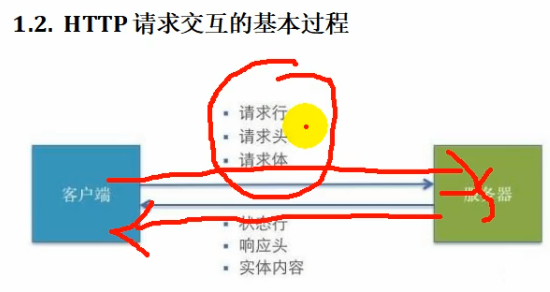 1.2. HTTP 请求交互的基本过程
▪ 请求行
▪ 请求头
▪ 请求体
客户端
服务器
▪ 状态行
▪ 响应头
▪ 实体内容